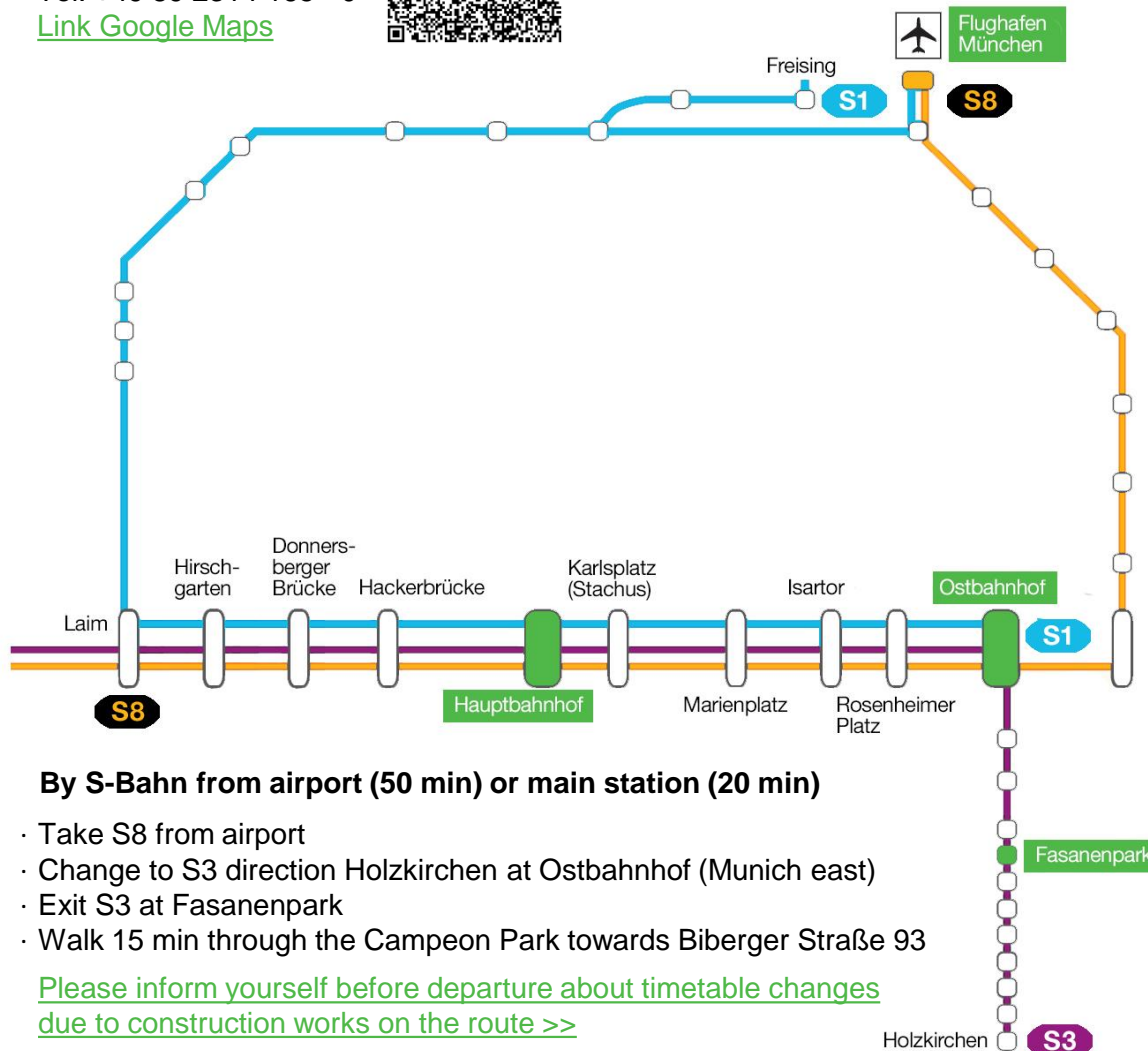 Link Google Maps
Flughafen
München
Freising
S1
S8
Hirsch-
garten
Donners-
berger
Brücke
Hackerbrücke
Karlsplatz
(Stachus)
Isartor
Ostbahnhof
Laim
S1
S8
Hauptbahnhof
Marienplatz
Rosenheimer
Platz
By S-Bahn from airport (50 min) or main station (20 min)
· Take S8 from airport
· Change to S3 direction Holzkirchen at Ostbahnhof (Munich east)
Fasanenpark
· Exit S3 at Fasanenpark
· Walk 15 min through the Campeon Park towards Biberger Straße 93
Please inform yourself before departure about timetable changes
due to construction works on the route >>
Holzkirchen
S3